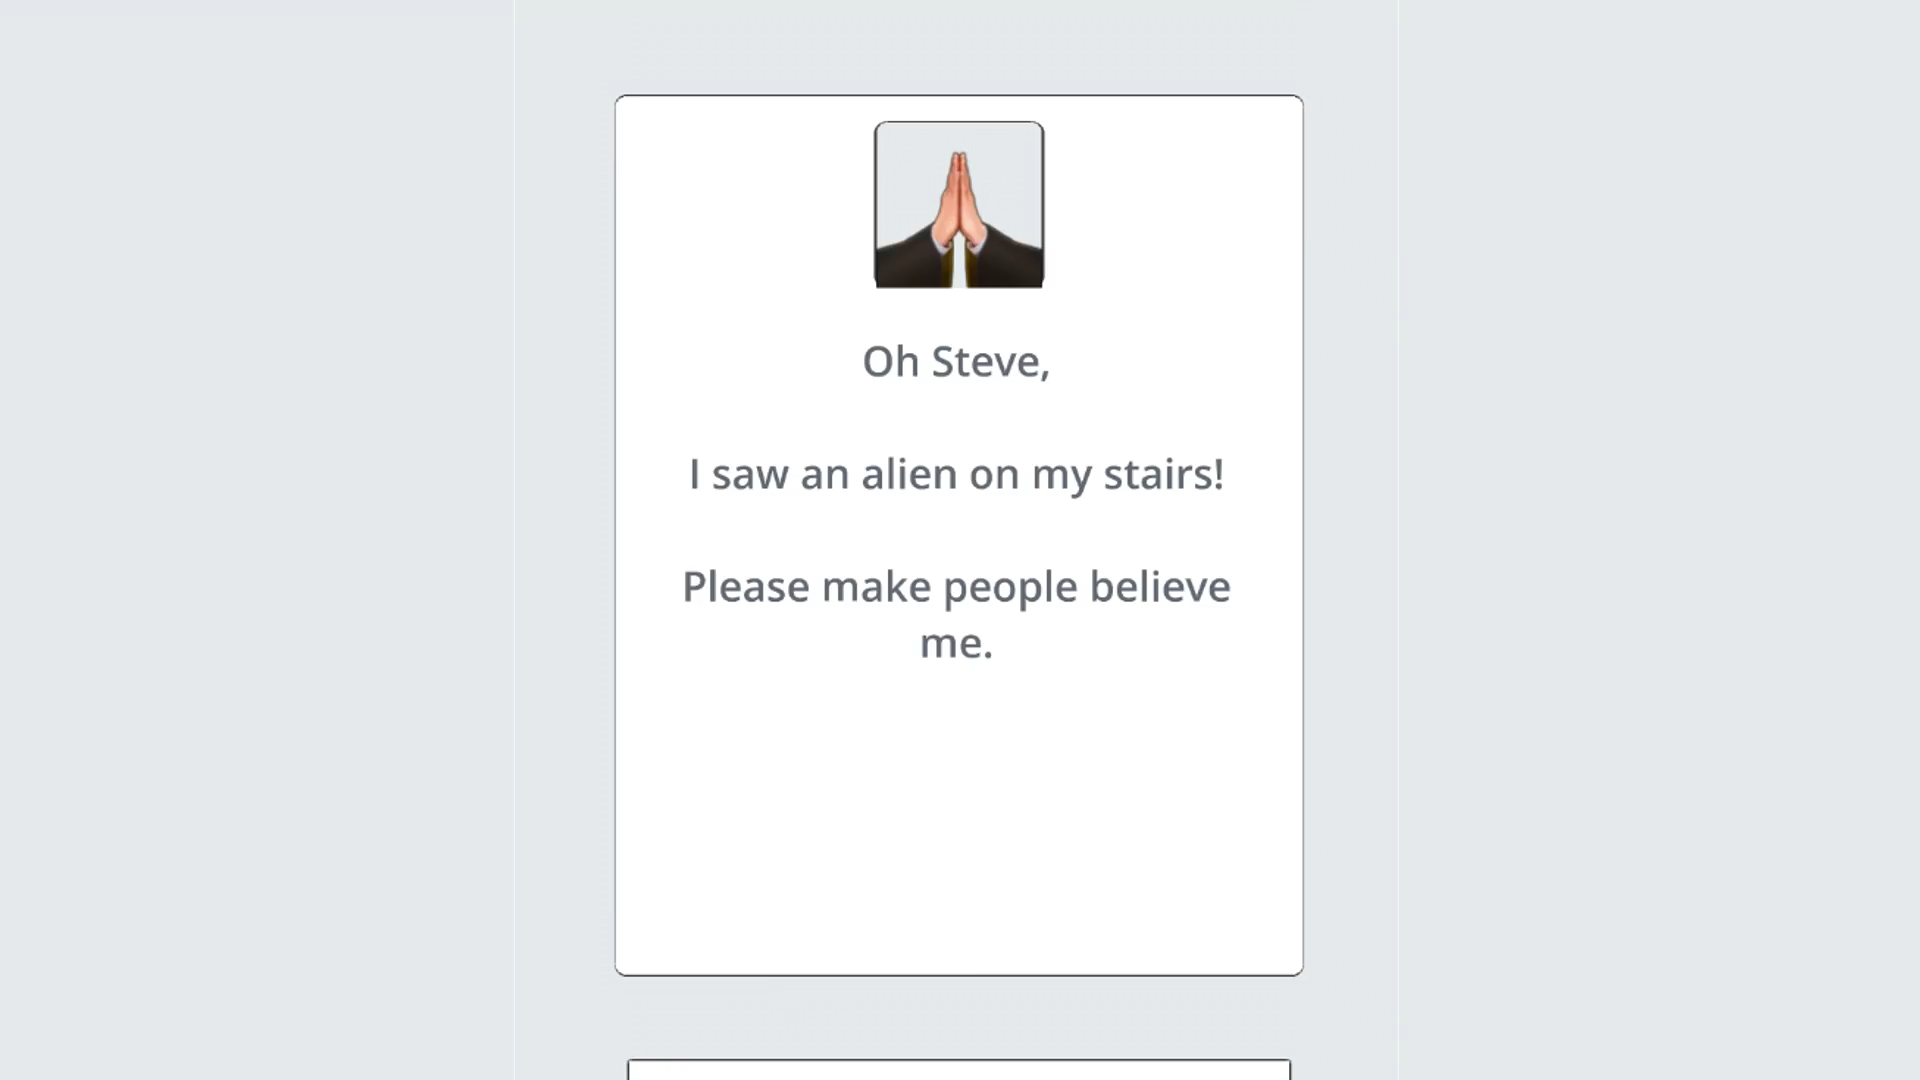 Oh Steve,
I saw an alien on my stairs!
Please make people believe
me.